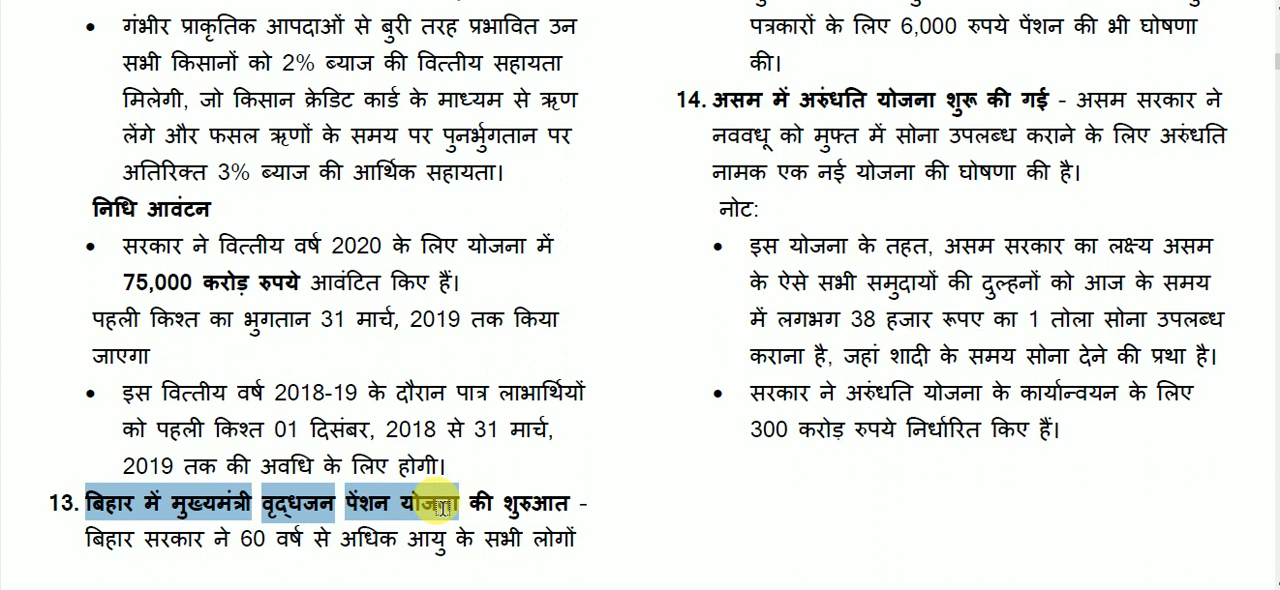 गंभीर प्राकृतिक आपदाओं से बुरी तरह प्रभावित उन
सभी किसानों को 2% ब्याज की वित्तीय सहायता
मिलेगी, जो किसान क्रेडिट कार्ड के माध्यम से ऋण
लेंगे और फसल ऋणों के समय पर पुनर्भुगतान पर
अतिरिक्त 3% ब्याज की आर्थिक सहायता।
निधि आवंटन
सरकार ने वित्तीय वर्ष 2020 के लिए योजना में
75,000 करोड़ रुपये आवंटित किए हैं।
पहली किश्त का भुगतान 31 मार्च, 2019 तक किया
जाएगा
इस वित्तीय वर्ष 2018-19 के दौरान पात्र लाभार्थियों
को पहली किश्त 01 दिसंबर, 2018 से 31 मार्च,
2019 तक की अवधि के लिए होगी।
13. बिहार में मुख्यमंत्री वृद्धजन पेंशन योजना की शुरुआत -
बिहार सरकार ने 60 वर्ष से अधिक आयु के सभी लोगों
पत्रकारों के लिए 6,000 रुपये पेंशन की भी घोषणा
की।
14. असम में अरुंधति योजना शुरू की गई - असम सरकार ने
नववधू को मुफ्त में सोना उपलब्ध कराने के लिए अरुंधति
नामक एक नई योजना की घोषणा की है।
नोट:
इस योजना के तहत, असम सरकार का लक्ष्य असम
के ऐसे सभी समुदायों की दुल्हनों को आज के समय
में लगभग 38 हजार रूपए का 1 तोला सोना उपलब्ध
कराना है, जहां शादी के समय सोना देने की प्रथा है।
सरकार ने अरुंधति योजना के कार्यान्वयन के लिए
300 करोड़ रुपये निर्धारित किए हैं।